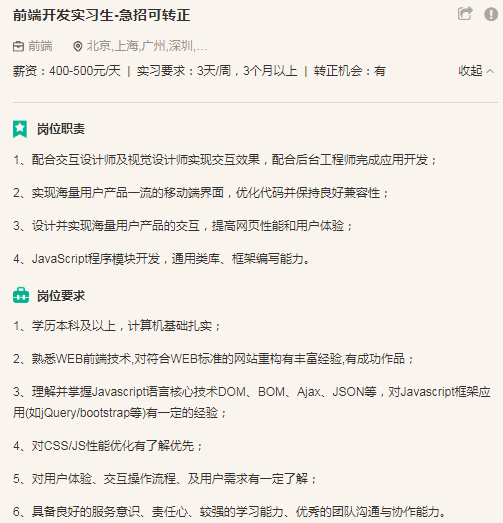 前端开发实习生-急招可转正
前端 北京,上海,广州,深圳,...
薪资：400-500元/天 | 实习要求：3天/周，3个月以上 | 转正机会：有 收起
岗位职责
1、配合交互设计师及视觉设计师实现交互效果，配合后台工程师完成应用开发；
2、实现海量用户产品一流的移动端界面，优化代码并保持良好兼容性；
3、设计并实现海量用户产品的交互，提高网页性能和用户体验；
4、JavaScript程序模块开发，通用类库、框架编写能力。
岗位要求
1、学历本科及以上，计算机基础扎实；
2、熟悉WEB前端技术,对符合WEB标准的网站重构有丰富经验,有成功作品；
3、理解并掌握Javascript语言核心技术DOM、BOM、Ajax、JSON等，对Javascript框架应
用(如jQuery/bootstrap等)有一定的经验；
4、对CSS/JS性能优化有了解优先；
5、对用户体验、交互操作流程、及用户需求有一定了解；
6、具备良好的服务意识、责任心、较强的学习能力、优秀的团队沟通与协作能力。